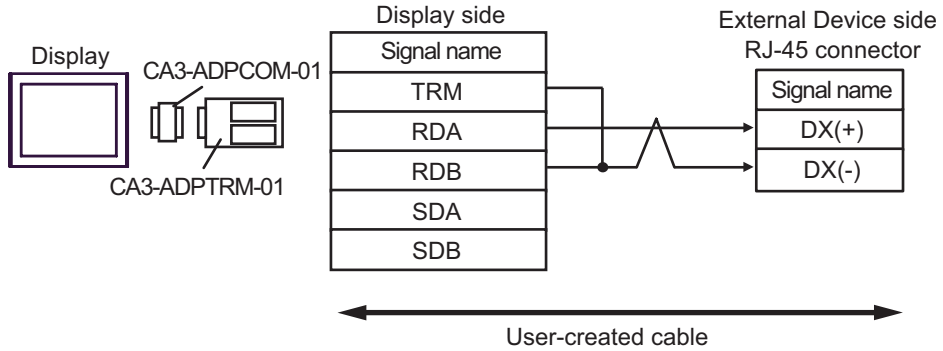 Display side
External Device side
RJ-45 connector
Display
CA3-ADPCOM-01
CA3-ADPTRM-01
Signal name
TRM
RDA
RDB
SDA
SDB
Signal name
DX(+)
DX(-)
User-created cable